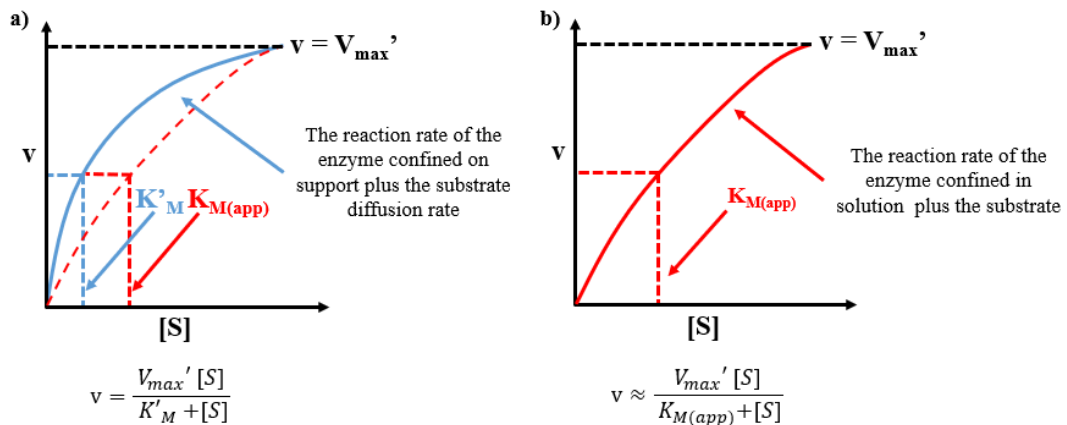 a)
v = Vmax’
The reaction rate of the
enzyme confined on
support plus the substrate
diffusion rate
v
K’M KM(app)
[S]
v = Vmax′ [S] / K′M +[S]
b)
v = Vmax’
v
The reaction rate of the
enzyme confined in
solution plus the substrate
KM(app)
[S]
v ≈ Vmax′ [S] / KM(app)+[S]